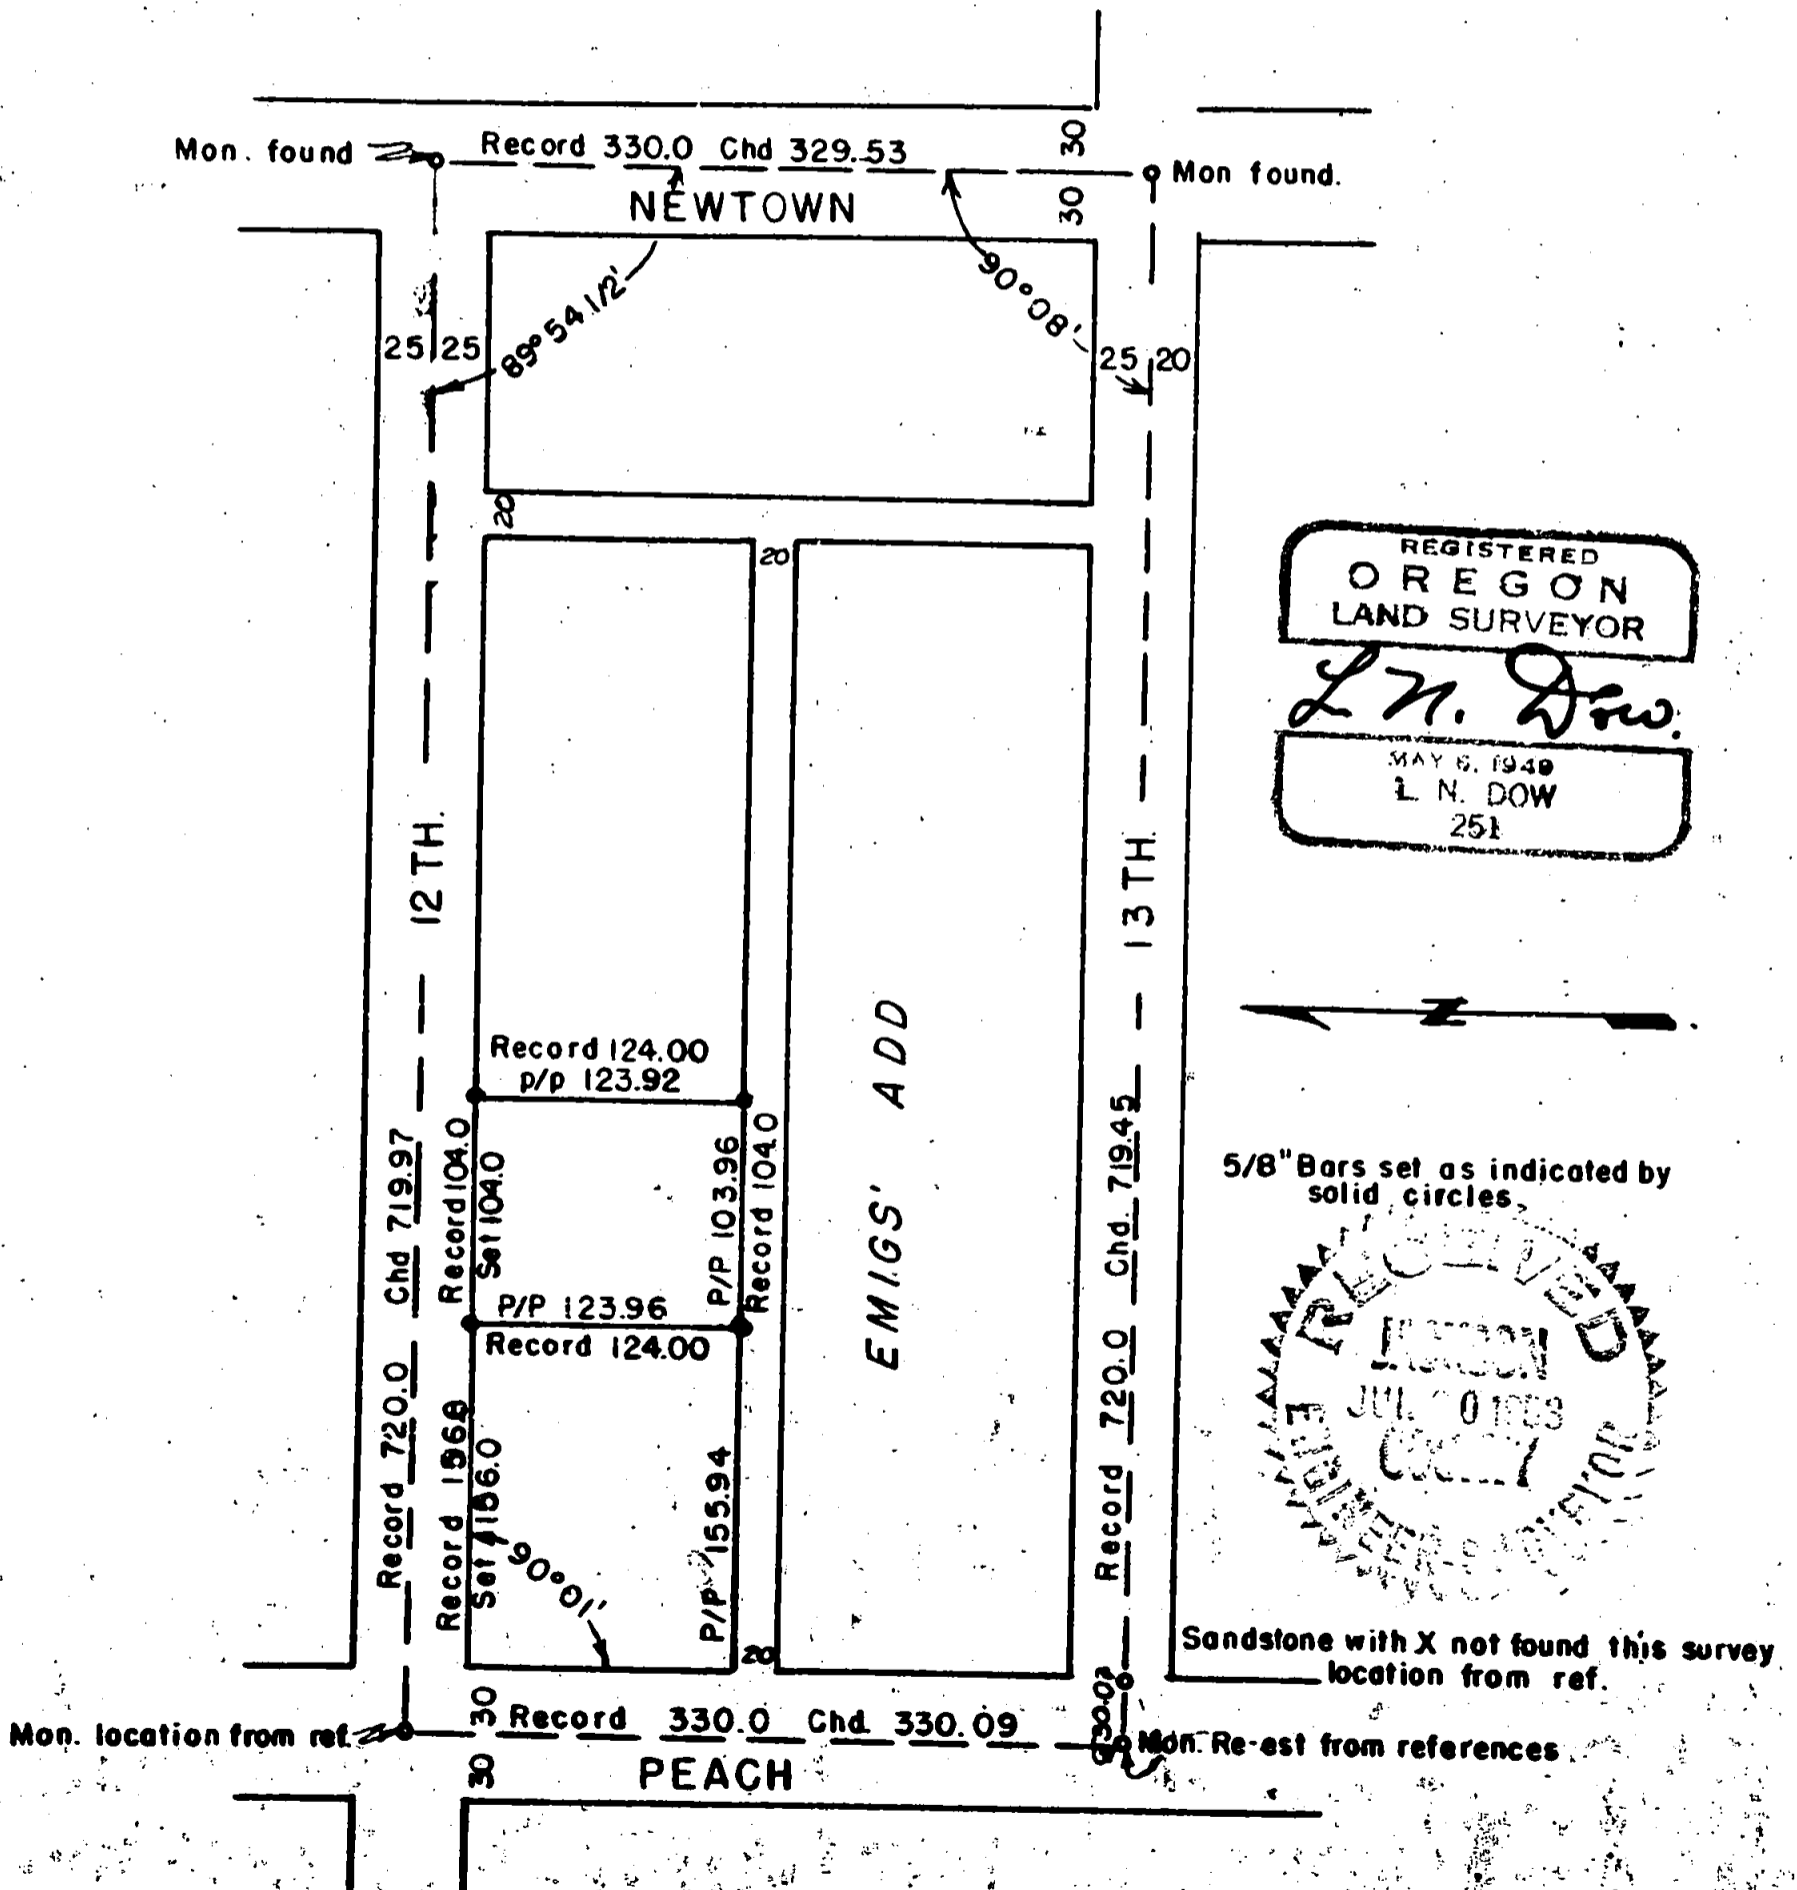 Mon. found
Record 330.0 Chd 329.53
30
Mon found.
NEWTOWN
30
89°54 1/2'
90°08'
25 25
25 20
20
20
REGISTERED
OREGON
LAND SURVEYOR
L N. Dow.
MAY 6, 1949
L. N. DOW
251
12 TH.
13 TH.
N
Record 124.00
p/p 123.92
EMIGS' ADD
Record 720.0 Chd 719.97
Record 104.0
Set 104.0
P/P 103.96
Record 104.0
Record 720.0 Chd. 719.45
5/8" Bars set as indicated by
solid circles.
P/P 123.96
Record 124.00
Record
Set 156.0
90°01'
P/P 155.94
20
RECEIVED
JACKSON
JUL
COUNTY
Sandstone with X not found this survey
location from ref.
30
30.0
Mon. location from ref.
Record 330.0 Chd. 330.09
Mon. Re-est from references
30
PEACH